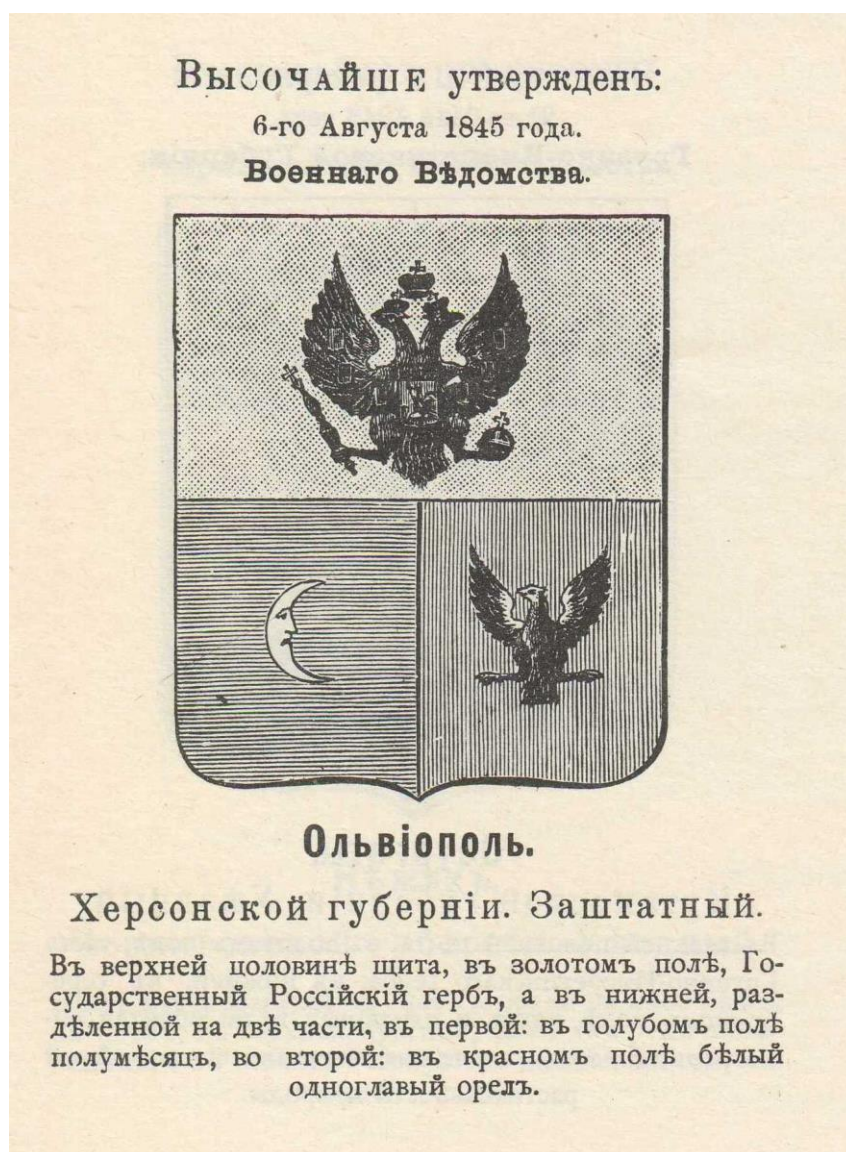 Высочайше утвержденъ:
6-го Августа 1845 года.
Военнаго Вѣдомства.
Ольвіополь.
Херсонской губерніи. Заштатный.
Въ верхней цоловинѣ щита, въ золотомъ полѣ, Го-
сударственный Россійскій гербъ, а въ нижней, раз-
дѣленной на двѣ части, въ первой: въ голубомъ полѣ
полумѣсяцъ, во второй: въ красномъ полѣ бѣлый
одноглавый орелъ.